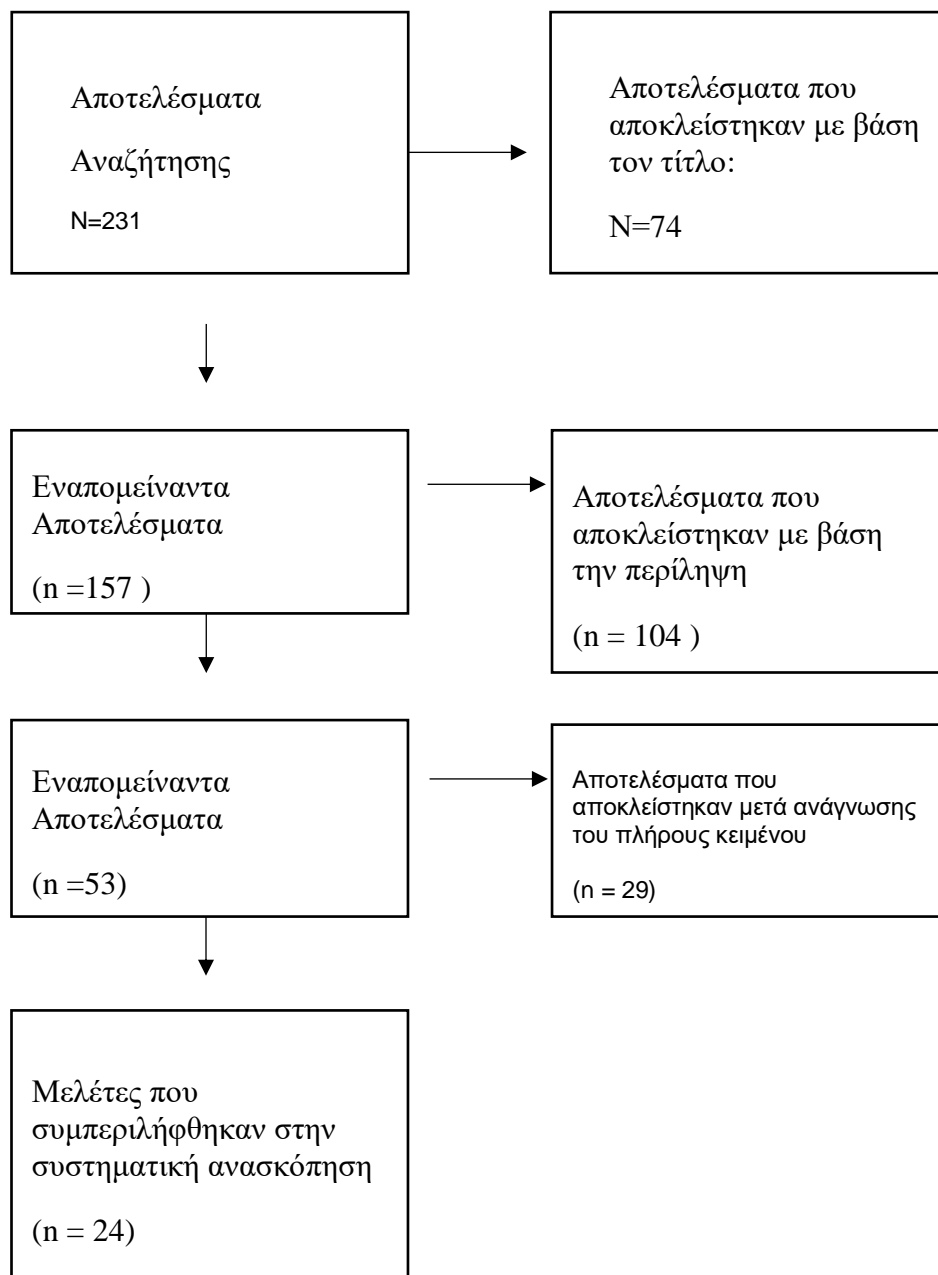 Αποτελέσματα
Αναζήτησης
N=231
Αποτελέσματα που
αποκλείστηκαν με βάση
τον τίτλο:
N=74
Εναπομείναντα
Αποτελέσματα
(n =157 )
Αποτελέσματα που
αποκλείστηκαν με βάση
την περίληψη
(n = 104 )
Εναπομείναντα
Αποτελέσματα
(n =53)
Αποτελέσματα που
αποκλείστηκαν μετά ανάγνωσης
του πλήρους κειμένου
(n = 29)
Μελέτες που
συμπεριλήφθηκαν στην
συστηματική ανασκόπηση
(n = 24)